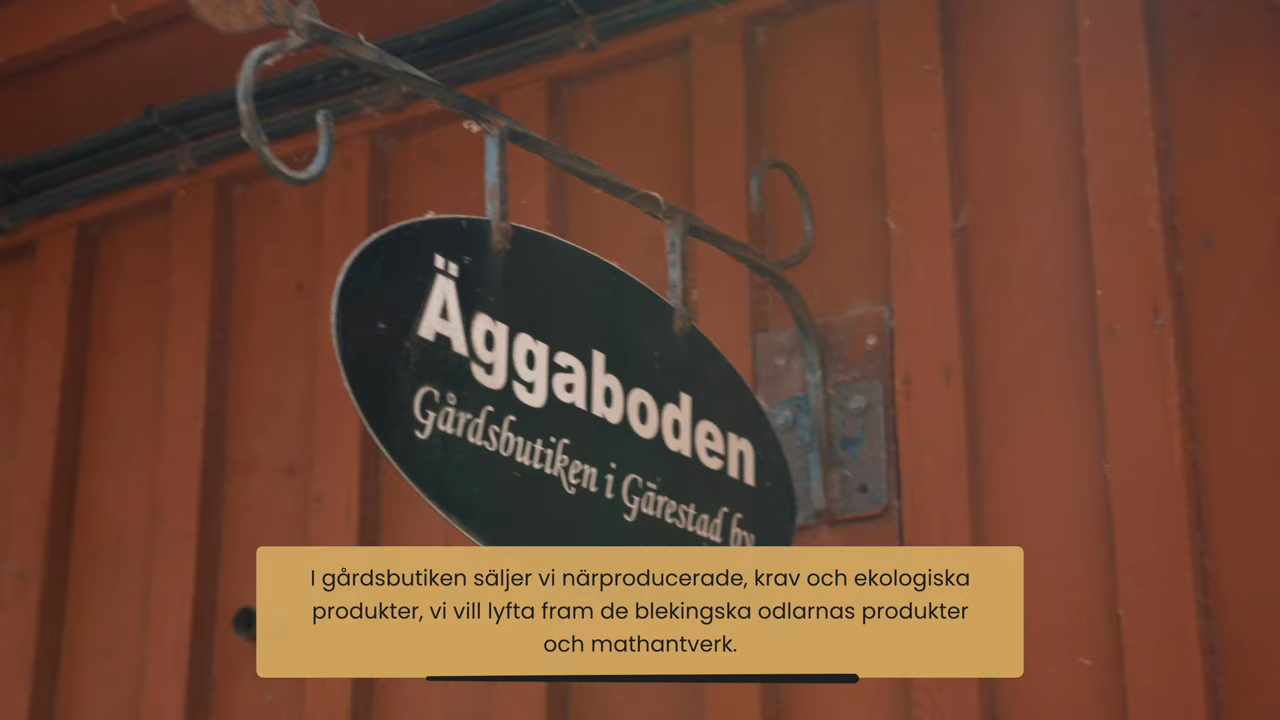 Äggaboden
Gårdsbutiken i Gärestad by
I gårdsbutiken säljer vi närproducerade, krav och ekologiska
produkter, vi vill lyfta fram de blekingska odlarnas produkter
och mathantverk.